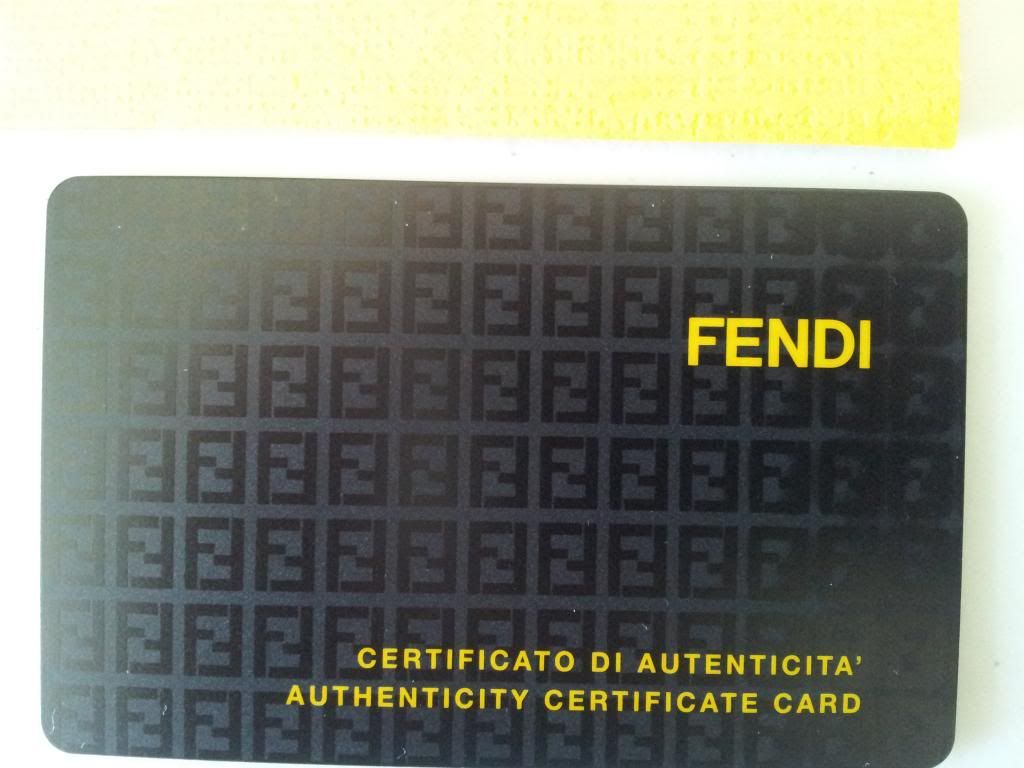 FENDI
CERTIFICATO DI AUTENTICITA'
AUTHENTICITY CERTIFICATE CARD